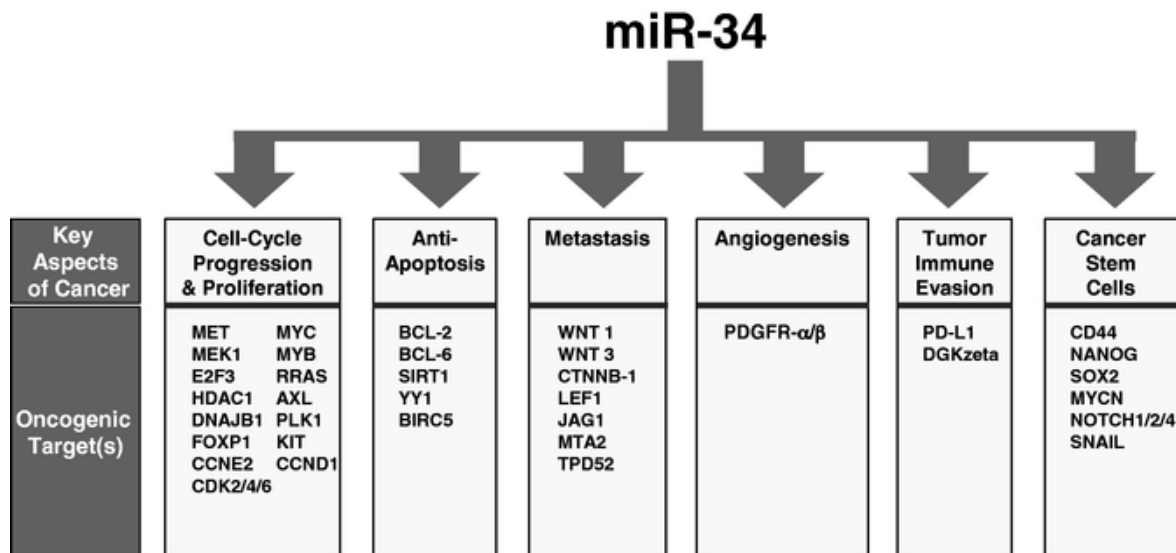 miR-34
Key
Aspects
of Cancer
Cell-Cycle
Progression
& Proliferation
Anti-
Apoptosis
Metastasis
Angiogenesis
Tumor
Immune
Evasion
Cancer
Stem
Cells
Oncogenic
Target(s)
MET MYC
MEK1 MYB
E2F3 RRAS
HDAC1 AXL
DNAJB1 PLK1
FOXP1 KIT
CCNE2 CCND1
CDK2/4/6
BCL-2
BCL-6
SIRT1
YY1
BIRC5
WNT 1
WNT 3
CTNNB-1
LEF1
JAG1
MTA2
TPD52
PDGFR-α/β
PD-L1
DGKzeta
CD44
NANOG
SOX2
MYCN
NOTCH1/2/4
SNAIL